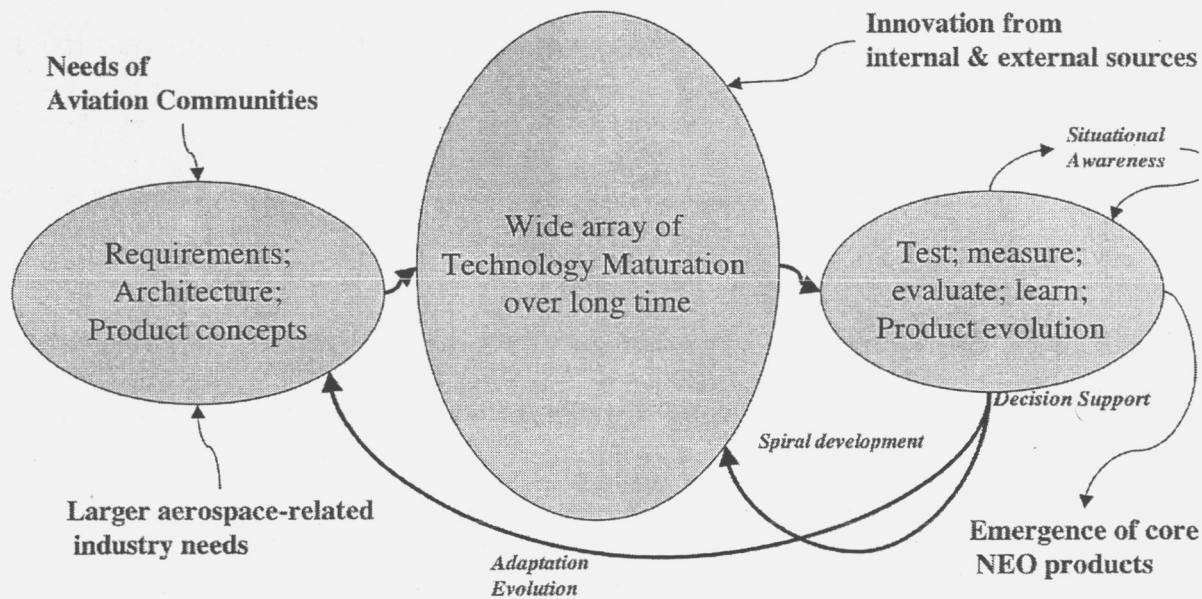 Needs of
Aviation Communities
Innovation from
internal & external sources
Situational
Awareness
Requirements;
Architecture;
Product concepts
Wide array of
Technology Maturation
over long time
Test; measure;
evaluate; learn;
Product evolution
Decision Support
Spiral development
Larger aerospace-related
industry needs
Adaptation
Evolution
Emergence of core
NEO products